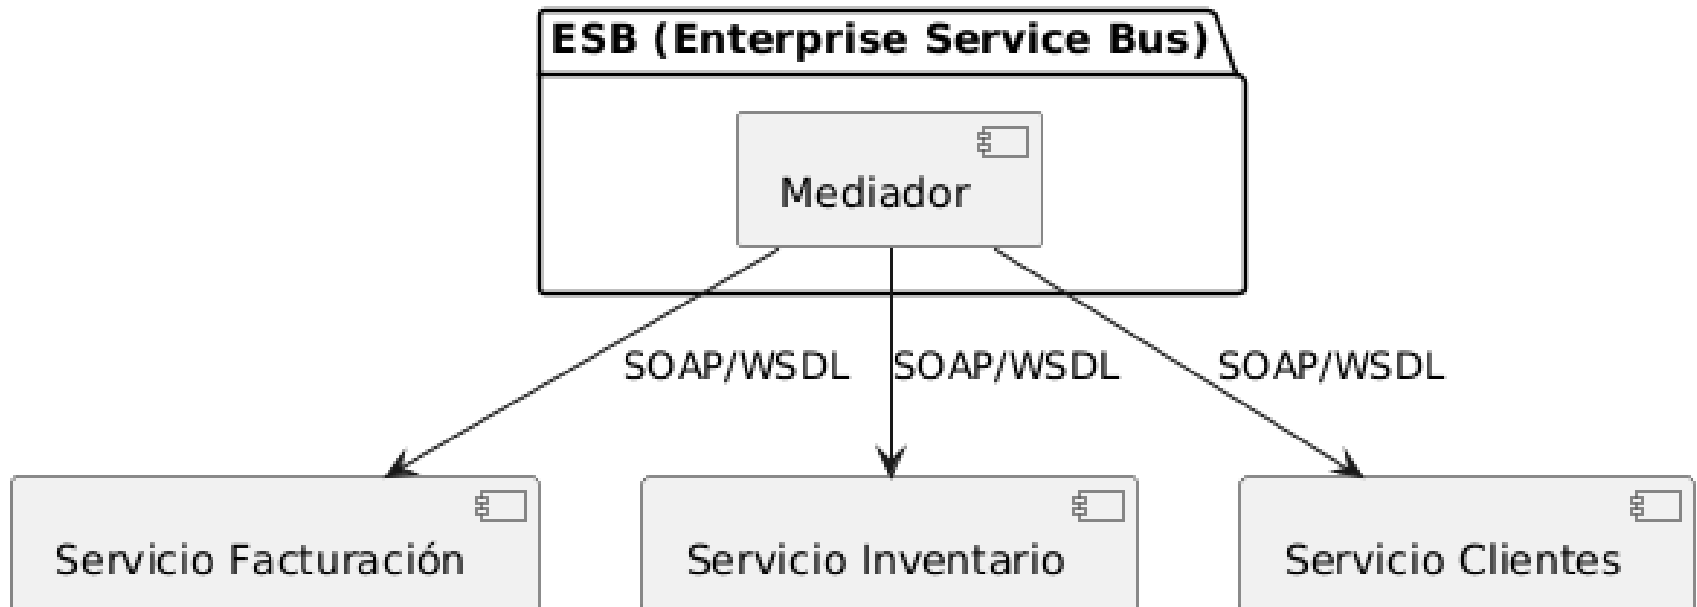 ESB (Enterprise Service Bus)
Mediador
SOAP/WSDL
SOAP/WSDL
SOAP/WSDL
Servicio Facturación
Servicio Inventario
Servicio Clientes